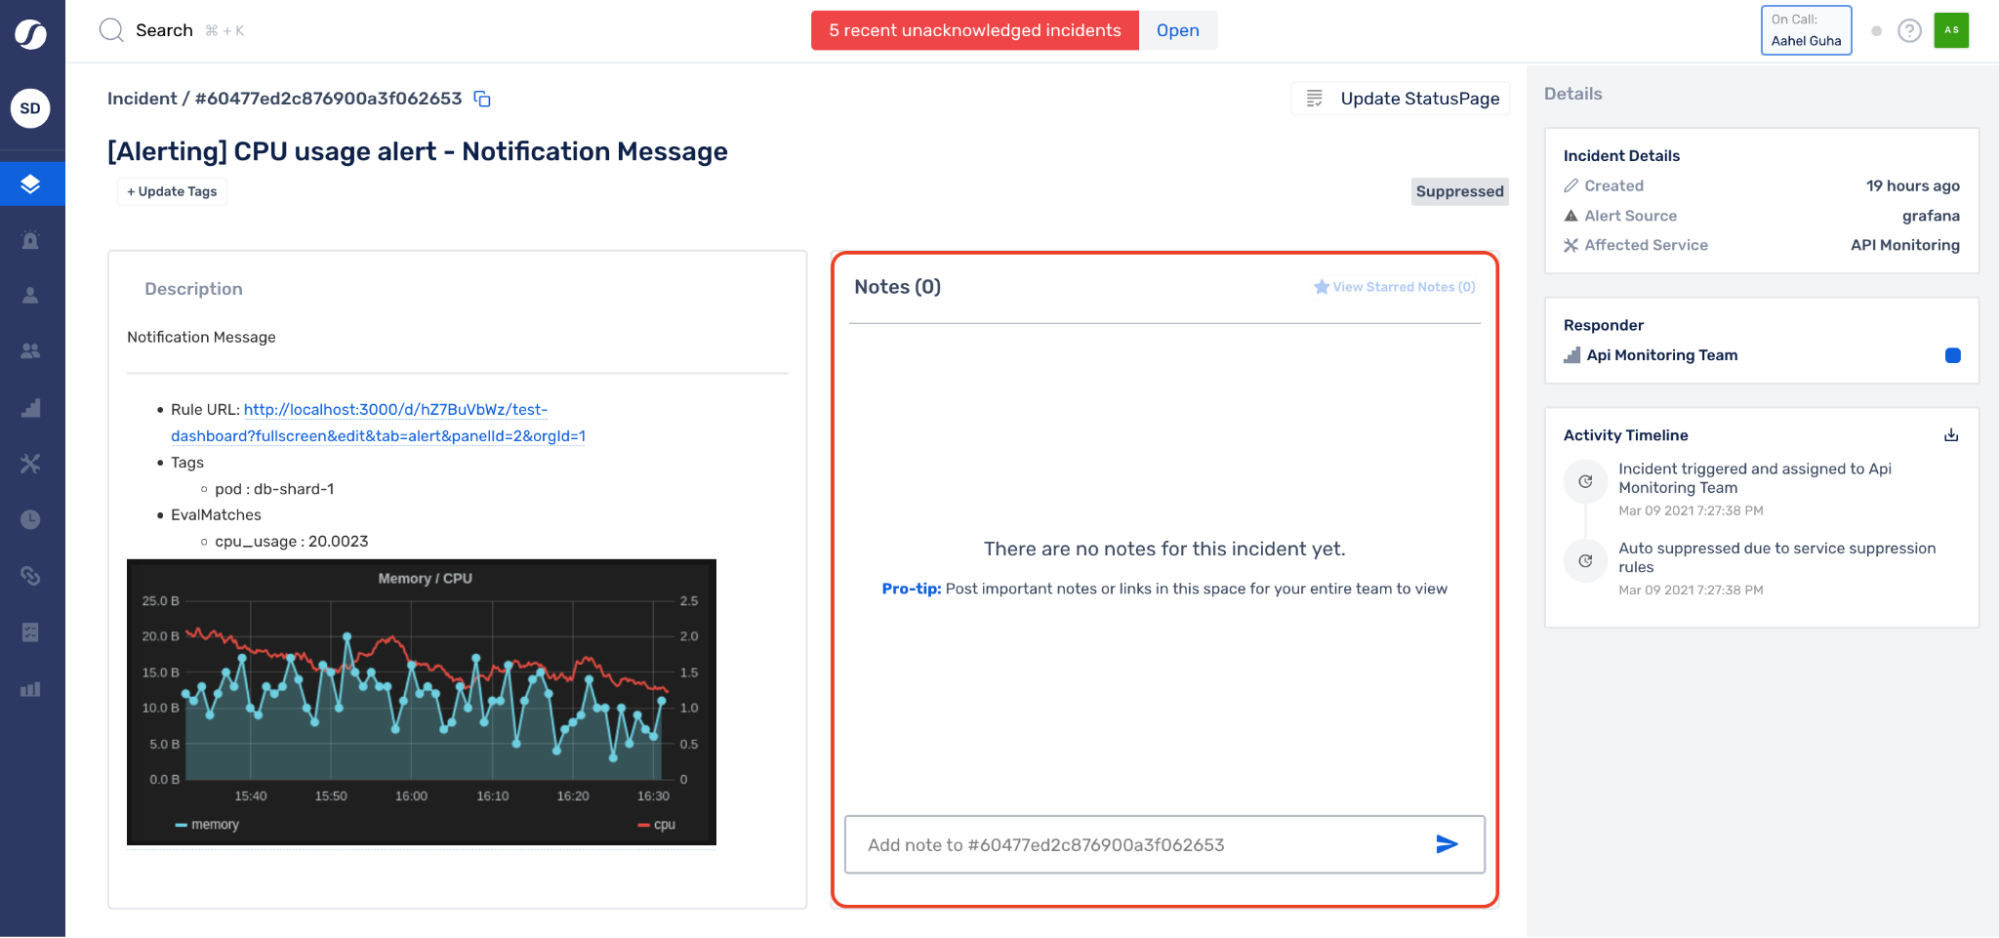 Search ⌘ + K
5 recent unacknowledged incidents
Open
On Call:
Aahel Guha
?
AS
SD
Incident / #60477ed2c876900a3f062653
Update StatusPage
[Alerting] CPU usage alert - Notification Message
+ Update Tags
Suppressed
Description
Notification Message
Rule URL: http://localhost:3000/d/hZ7BuVbWz/test-
dashboard?fullscreen&edit&tab=alert&panelId=2&orgId=1
Tags
pod : db-shard-1
EvalMatches
cpu_usage : 20.0023
Memory / CPU
25.0 B
20.0 B
15.0 B
10.0 B
5.0 B
0.0 B
2.5
2.0
1.5
1.0
0.5
0
15:40 15:50 16:00 16:10 16:20 16:30
memory
cpu
Notes (0)
View Starred Notes (0)
There are no notes for this incident yet.
Pro-tip: Post important notes or links in this space for your entire team to view
Add note to #60477ed2c876900a3f062653
Details
Incident Details
Created 19 hours ago
Alert Source grafana
Affected Service API Monitoring
Responder
Api Monitoring Team
Activity Timeline
Incident triggered and assigned to Api
Monitoring Team
Mar 09 2021 7:27:38 PM
Auto suppressed due to service suppression
rules
Mar 09 2021 7:27:38 PM